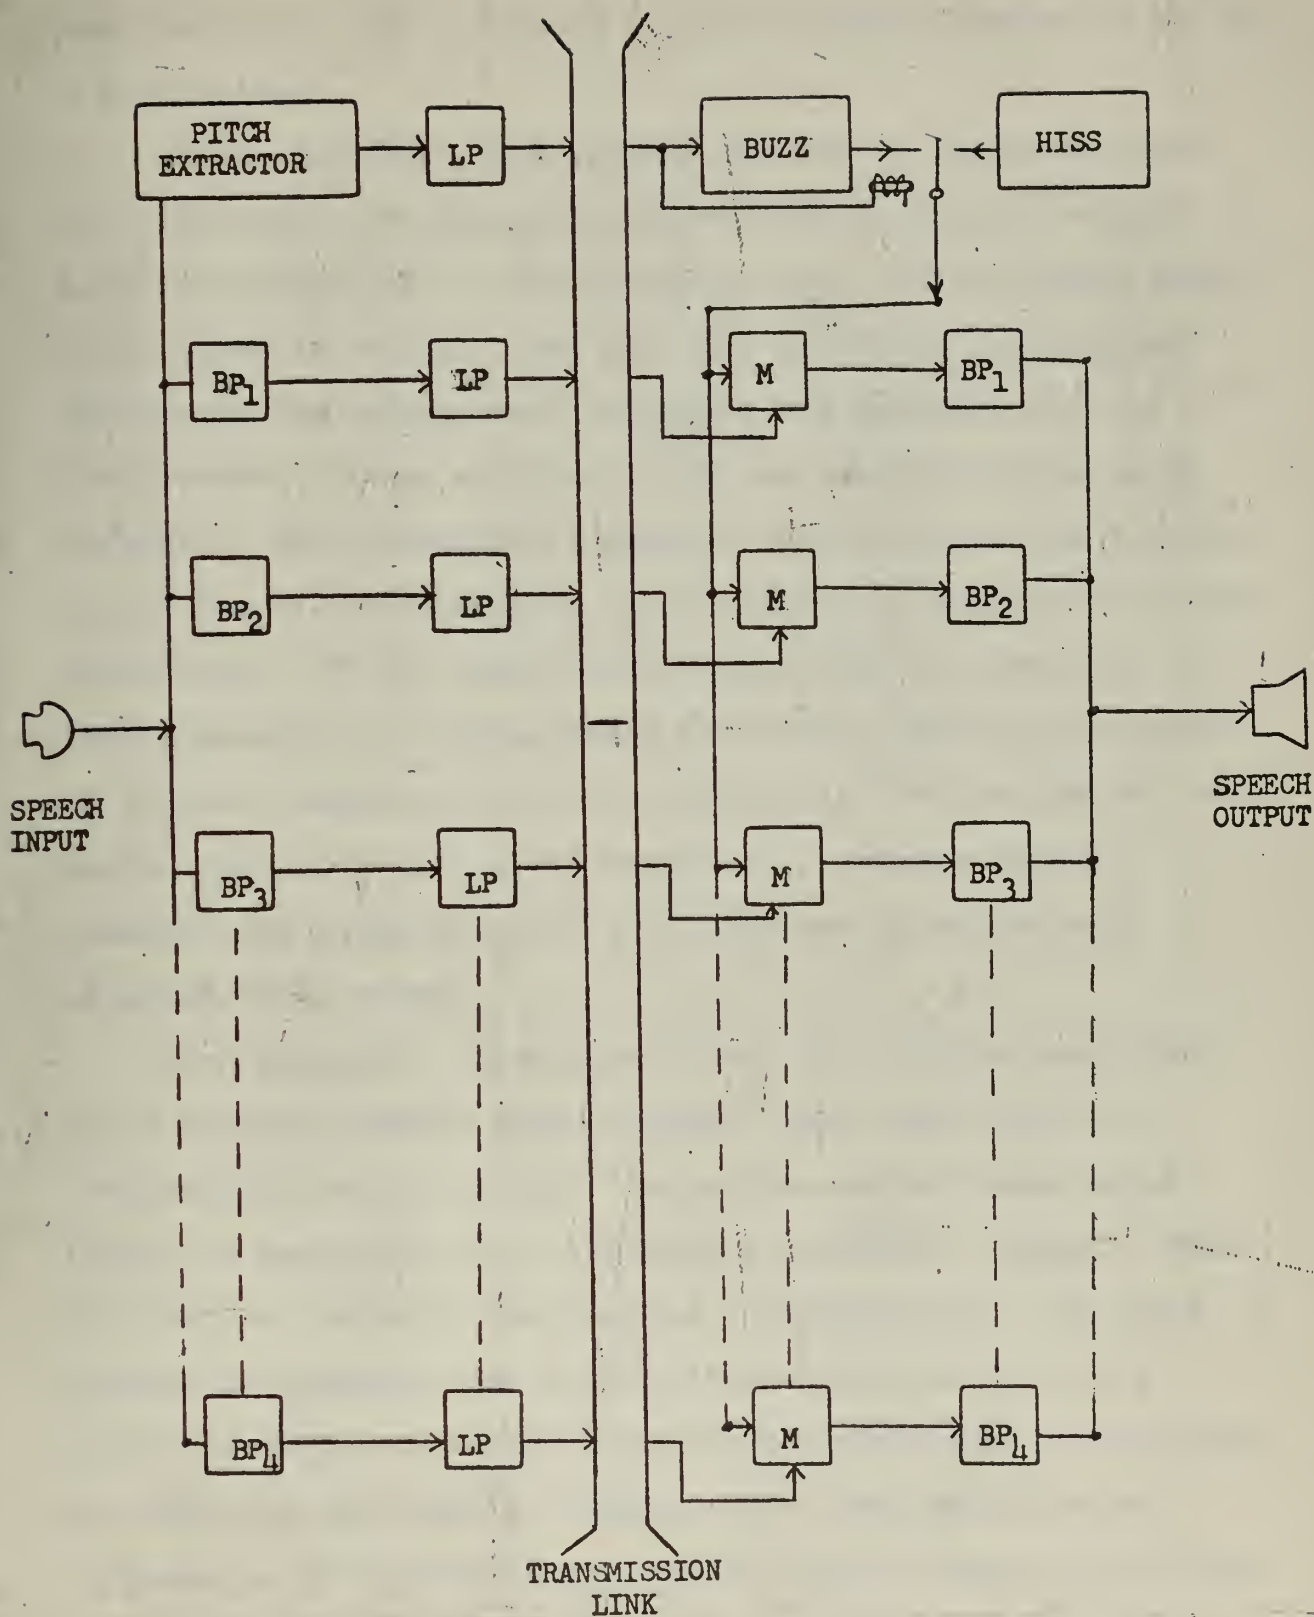 PITCH
EXTRACTOR
LP
BUZZ
HISS
BP1
LP
M
BP1
BP2
LP
M
BP2
SPEECH
INPUT
SPEECH
OUTPUT
BP3
LP
M
BP3
BP4
LP
M
BP4
TRANSMISSION
LINK